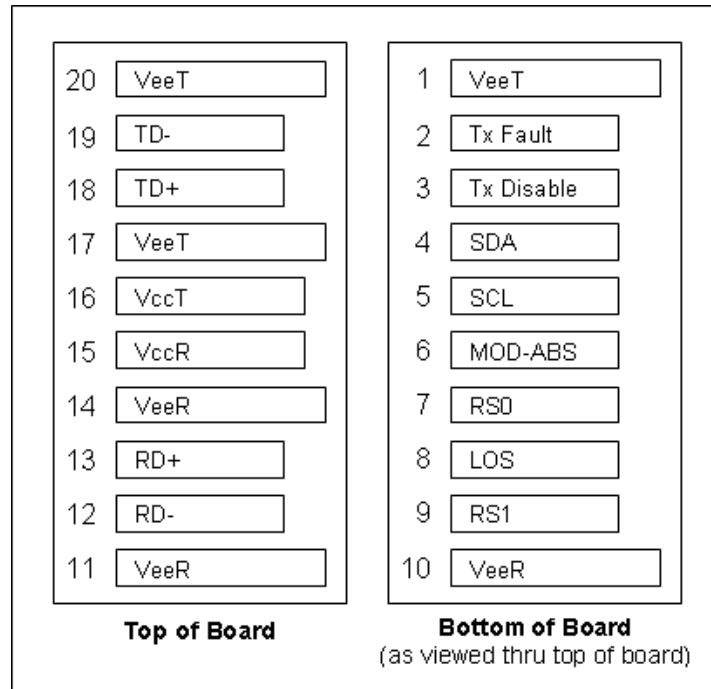 20 VeeT
19 TD-
18 TD+
17 VeeT
16 VccT
15 VccR
14 VeeR
13 RD+
12 RD-
11 VeeR
Top of Board
1 VeeT
2 Tx Fault
3 Tx Disable
4 SDA
5 SCL
6 MOD-ABS
7 RS0
8 LOS
9 RS1
10 VeeR
Bottom of Board
(as viewed thru top of board)